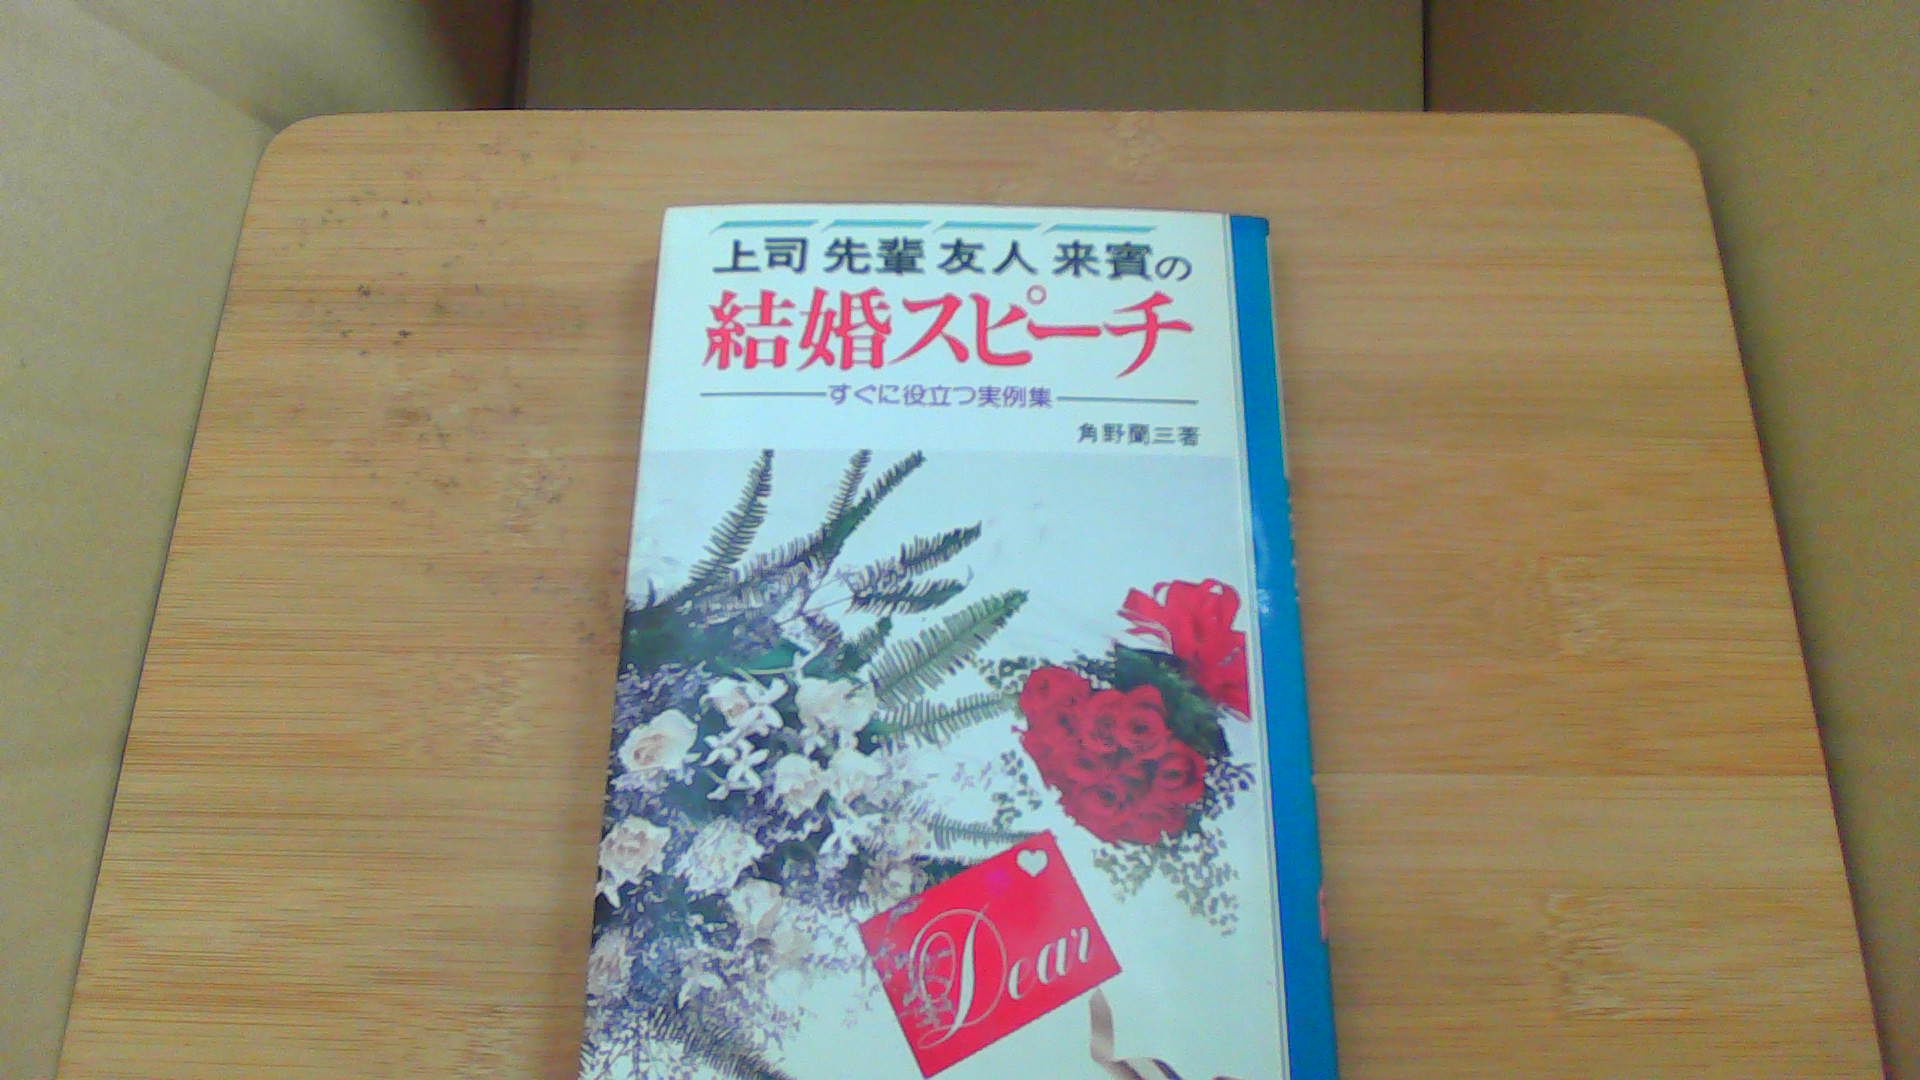 上司 先輩 友人 来賓の
結婚スピーチ
すぐに役立つ実例集
角野蘭三著
Dear